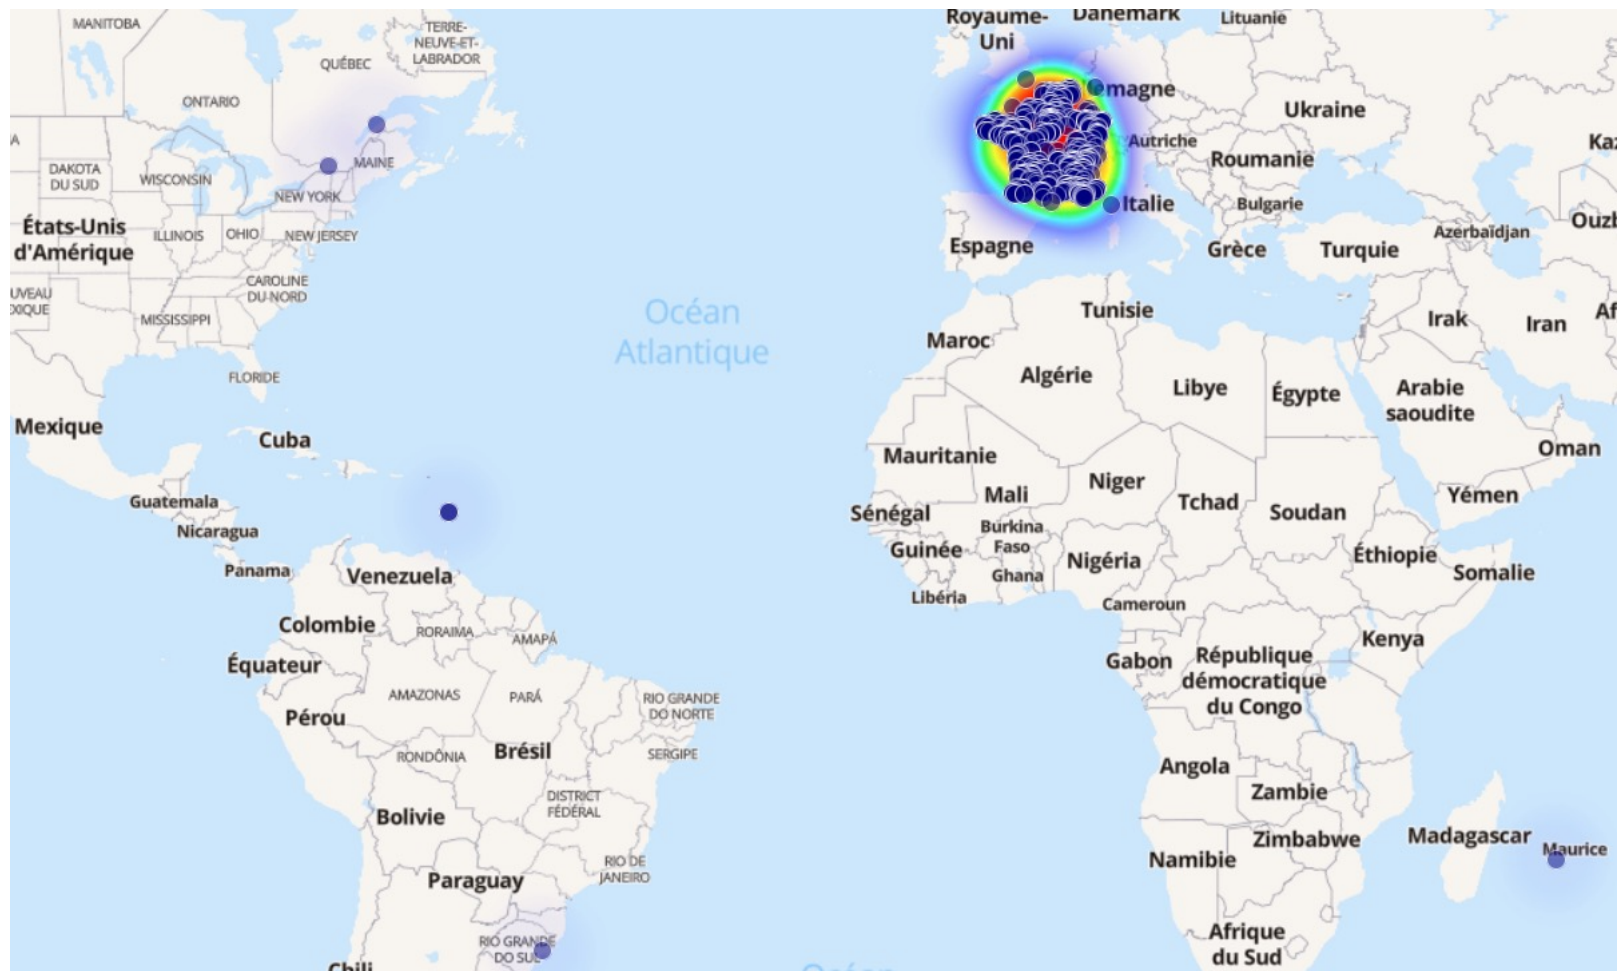 MANITOBA
TERRE-
NEUVE-ET-
LABRADOR
QUÉBEC
ONTARIO
MAINE
DAKOTA
DU SUD
WISCONSIN
NEW YORK
États-Unis
d'Amérique
ILLINOIS
OHIO
NEW JERSEY
CAROLINE
DU NORD
UVEAU
XIQUE
MISSISSIPPI
FLORIDE
Mexique
Cuba
Guatemala
Nicaragua
Panama
Venezuela
Colombie
RORAIMA
AMAPÁ
Équateur
AMAZONAS
PARÁ
RIO GRANDE
DO NORTE
Pérou
RONDÔNIA
Brésil
SERGIPE
DISTRICT
FÉDÉRAL
Bolivie
RIO DE
JANEIRO
Paraguay
RIO GRANDE
DO SUL
Chili
Océan
Atlantique
Océan
Royaume-
Uni
Danemark
Lituanie
magne
Ukraine
Autriche
Roumanie
Kaz
Italie
Bulgarie
Ouzb
Espagne
Grèce
Turquie
Azerbaïdjan
Tunisie
Irak
Iran
Af
Maroc
Algérie
Libye
Égypte
Arabie
saoudite
Oman
Mauritanie
Mali
Niger
Tchad
Soudan
Yémen
Sénégal
Burkina
Faso
Guinée
Nigéria
Éthiopie
Somalie
Ghana
Libéria
Cameroun
Kenya
Gabon
République
démocratique
du Congo
Angola
Zambie
Zimbabwe
Madagascar
Maurice
Namibie
Afrique
du Sud